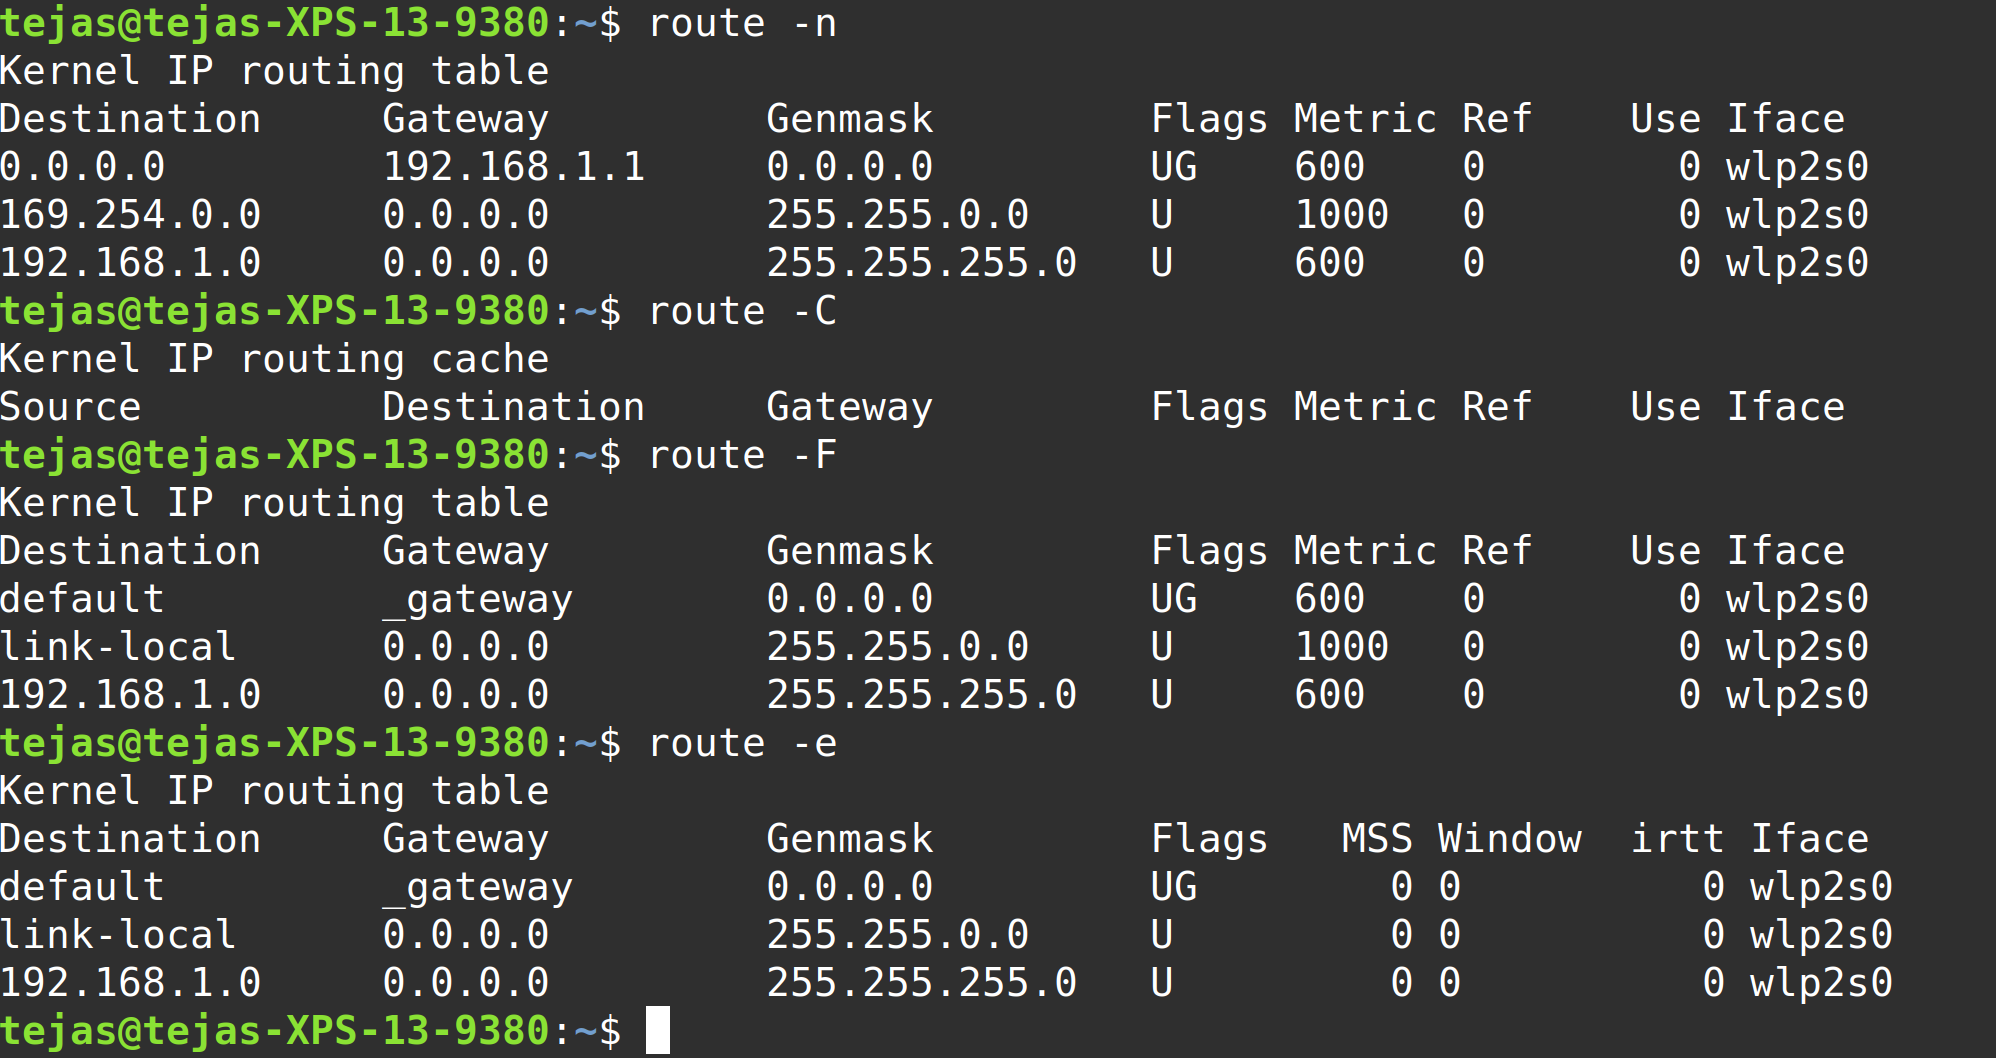 tejas@tejas-XPS-13-9380:~$ route -n
Kernel IP routing table
Destination     Gateway         Genmask         Flags Metric Ref    Use Iface
0.0.0.0         192.168.1.1     0.0.0.0         UG    600    0        0 wlp2s0
169.254.0.0     0.0.0.0         255.255.0.0     U     1000   0        0 wlp2s0
192.168.1.0     0.0.0.0         255.255.255.0   U     600    0        0 wlp2s0
tejas@tejas-XPS-13-9380:~$ route -C
Kernel IP routing cache
Source          Destination     Gateway         Flags Metric Ref    Use Iface
tejas@tejas-XPS-13-9380:~$ route -F
Kernel IP routing table
Destination     Gateway         Genmask         Flags Metric Ref    Use Iface
default         _gateway        0.0.0.0         UG    600    0        0 wlp2s0
link-local      0.0.0.0         255.255.0.0     U     1000   0        0 wlp2s0
192.168.1.0     0.0.0.0         255.255.255.0   U     600    0        0 wlp2s0
tejas@tejas-XPS-13-9380:~$ route -e
Kernel IP routing table
Destination     Gateway         Genmask         Flags   MSS Window  irtt Iface
default         _gateway        0.0.0.0         UG        0 0          0 wlp2s0
link-local      0.0.0.0         255.255.0.0     U         0 0          0 wlp2s0
192.168.1.0     0.0.0.0         255.255.255.0   U         0 0          0 wlp2s0
tejas@tejas-XPS-13-9380:~$